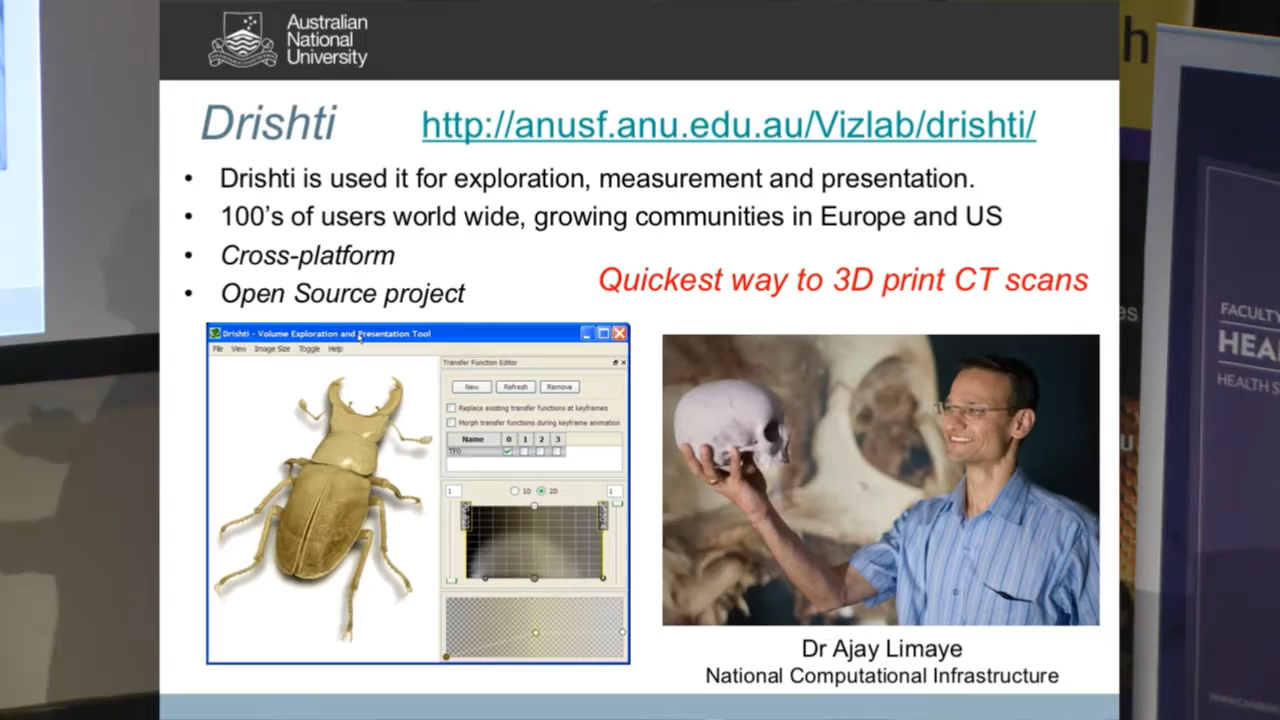 Australian
National
University
Drishti
http://anusf.anu.edu.au/Vizlab/drishti/
• Drishti is used it for exploration, measurement and presentation.
• 100's of users world wide, growing communities in Europe and US
• Cross-platform
• Open Source project
Quickest way to 3D print CT scans
Drishti - Volume Exploration and Presentation Tool
File View Image Size Toggle Help
Transfer Function Editor
New Refresh Remove
Replace existing transfer functions at keyframes
Morph transfer functions during keyframe animation
Name 0 1 2 3
TF0
1 1D 2D 1
Dr Ajay Limaye
National Computational Infrastructure
h
es
FACULTY
HEA
HEALTH S